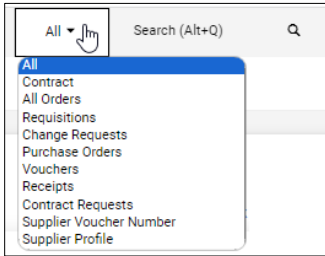 All
Search (Alt+Q)
All
Contract
All Orders
Requisitions
Change Requests
Purchase Orders
Vouchers
Receipts
Contract Requests
Supplier Voucher Number
Supplier Profile